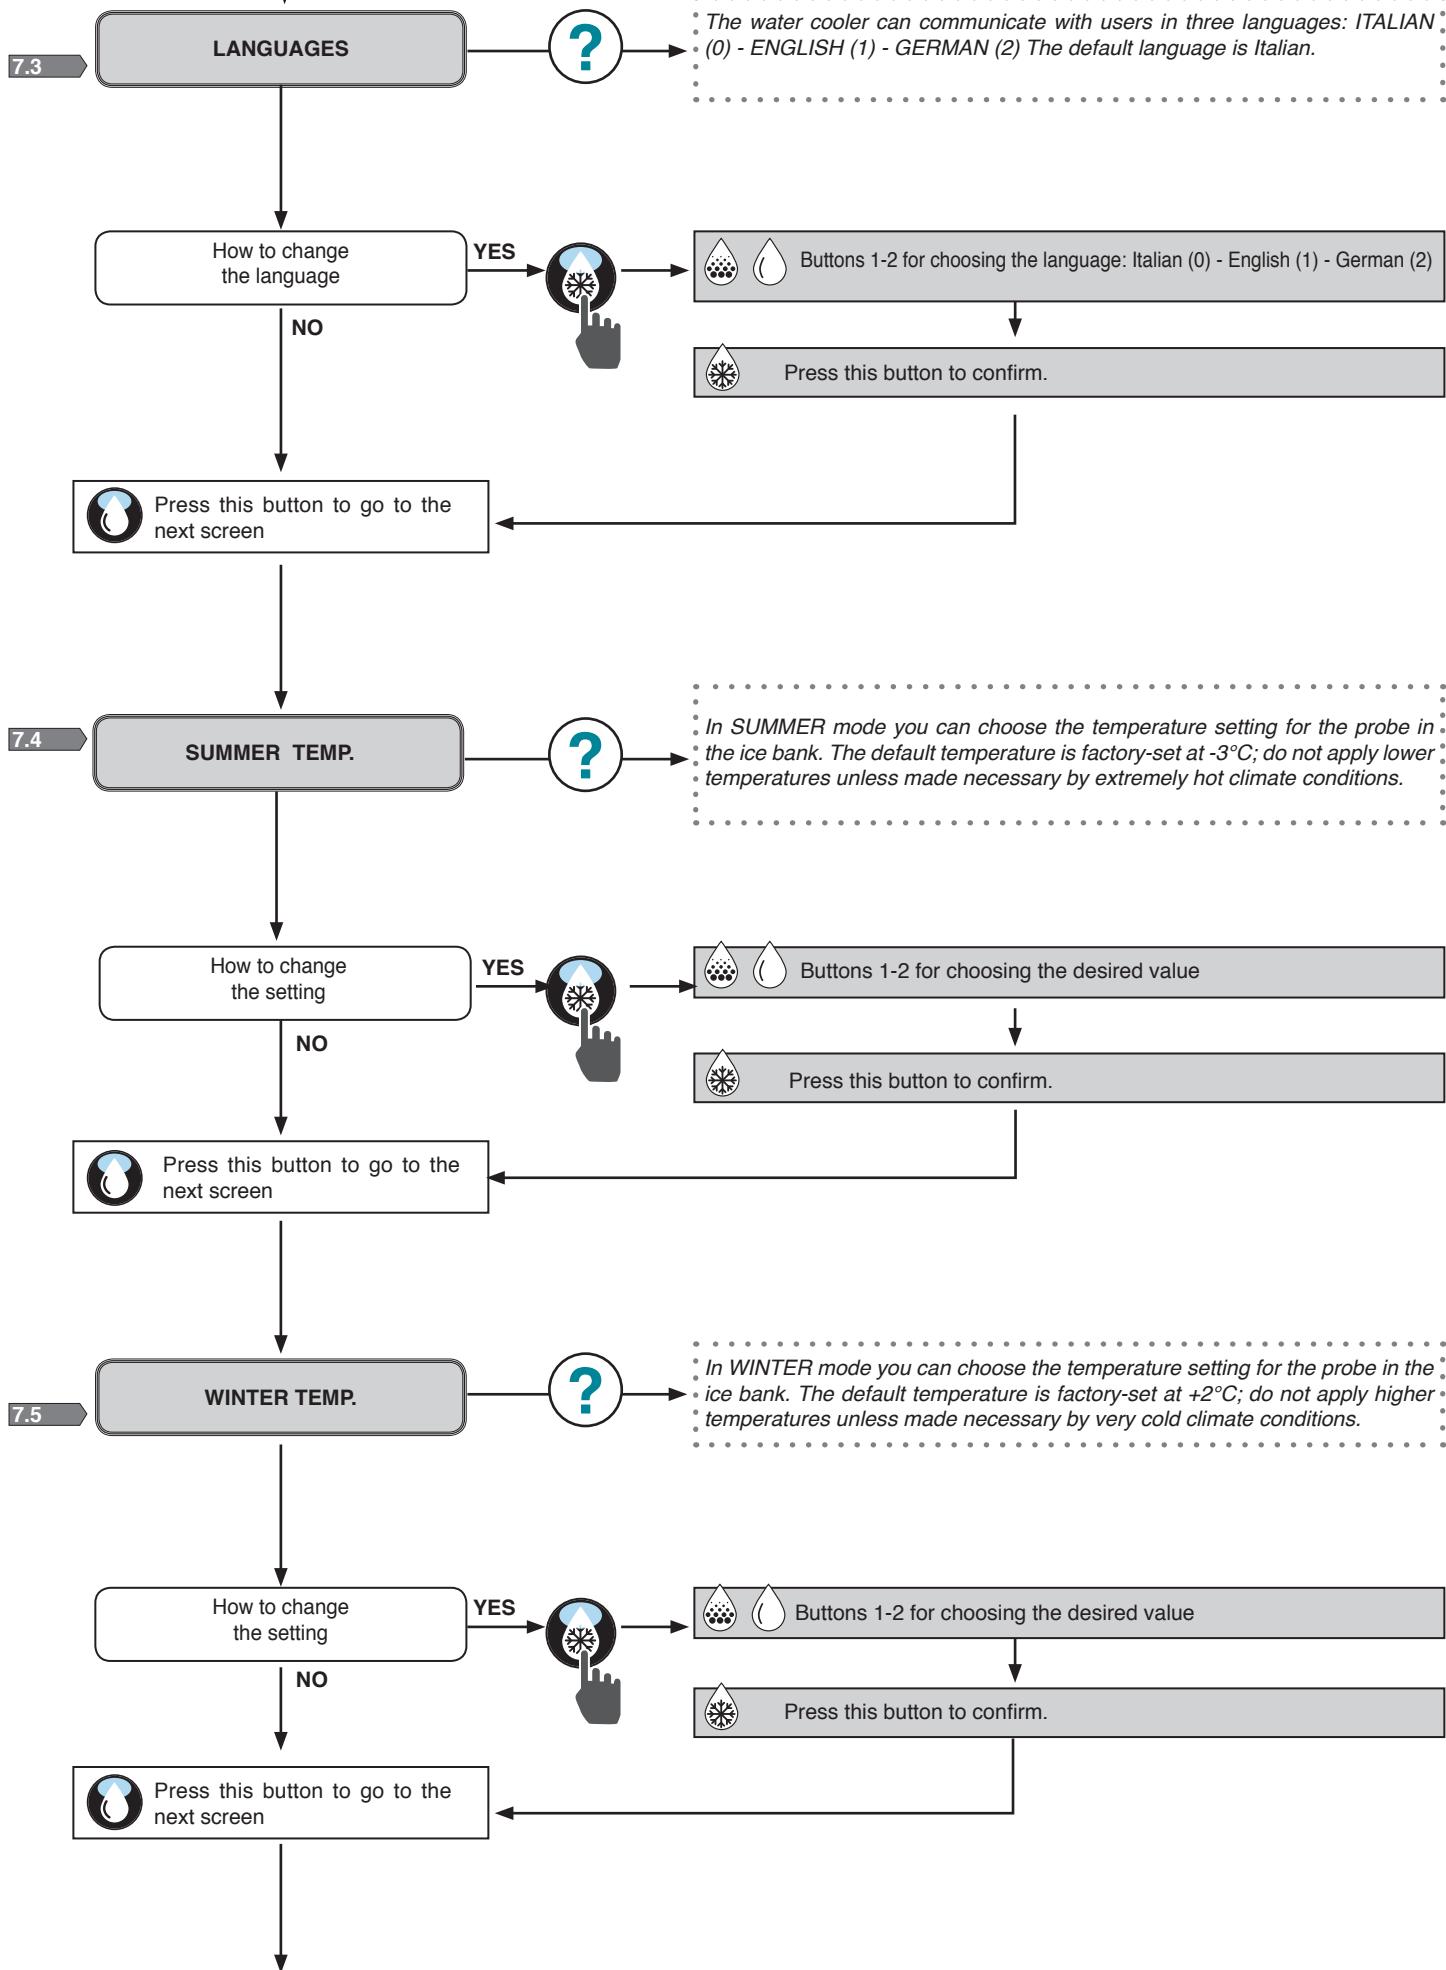 The water cooler can communicate with users in three languages: ITALIAN
(0) - ENGLISH (1) - GERMAN (2) The default language is Italian.
LANGUAGES
?
7.3
How to change
the language
YES
Buttons 1-2 for choosing the language: Italian (0) - English (1) - German (2)
NO
Press this button to confirm.
Press this button to go to the
next screen
7.4
SUMMER TEMP.
?
In SUMMER mode you can choose the temperature setting for the probe in
the ice bank. The default temperature is factory-set at -3°C; do not apply lower
temperatures unless made necessary by extremely hot climate conditions.
How to change
the setting
YES
Buttons 1-2 for choosing the desired value
NO
Press this button to confirm.
Press this button to go to the
next screen
WINTER TEMP.
?
In WINTER mode you can choose the temperature setting for the probe in the
ice bank. The default temperature is factory-set at +2°C; do not apply higher
temperatures unless made necessary by very cold climate conditions.
7.5
How to change
the setting
YES
Buttons 1-2 for choosing the desired value
NO
Press this button to confirm.
Press this button to go to the
next screen